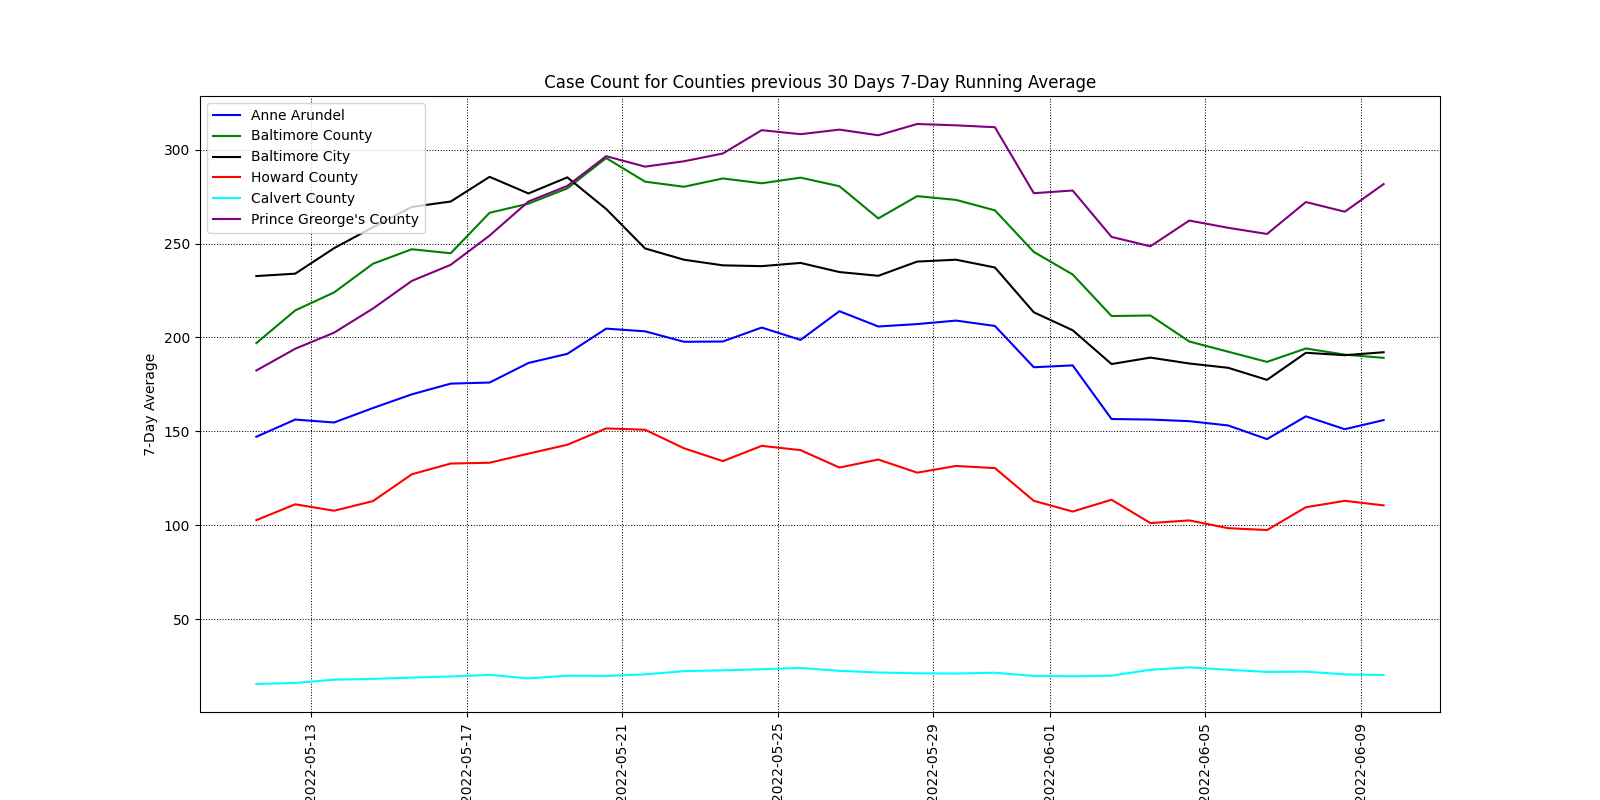 Case Count for Counties previous 30 Days 7-Day Running Average
Anne Arundel
Baltimore County
Baltimore City
Howard County
Calvert County
Prince Greorge's County
7-Day Average
300
250
200
150
100
50
2022-05-13
2022-05-17
2022-05-21
2022-05-25
2022-05-29
2022-06-01
2022-06-05
2022-06-09